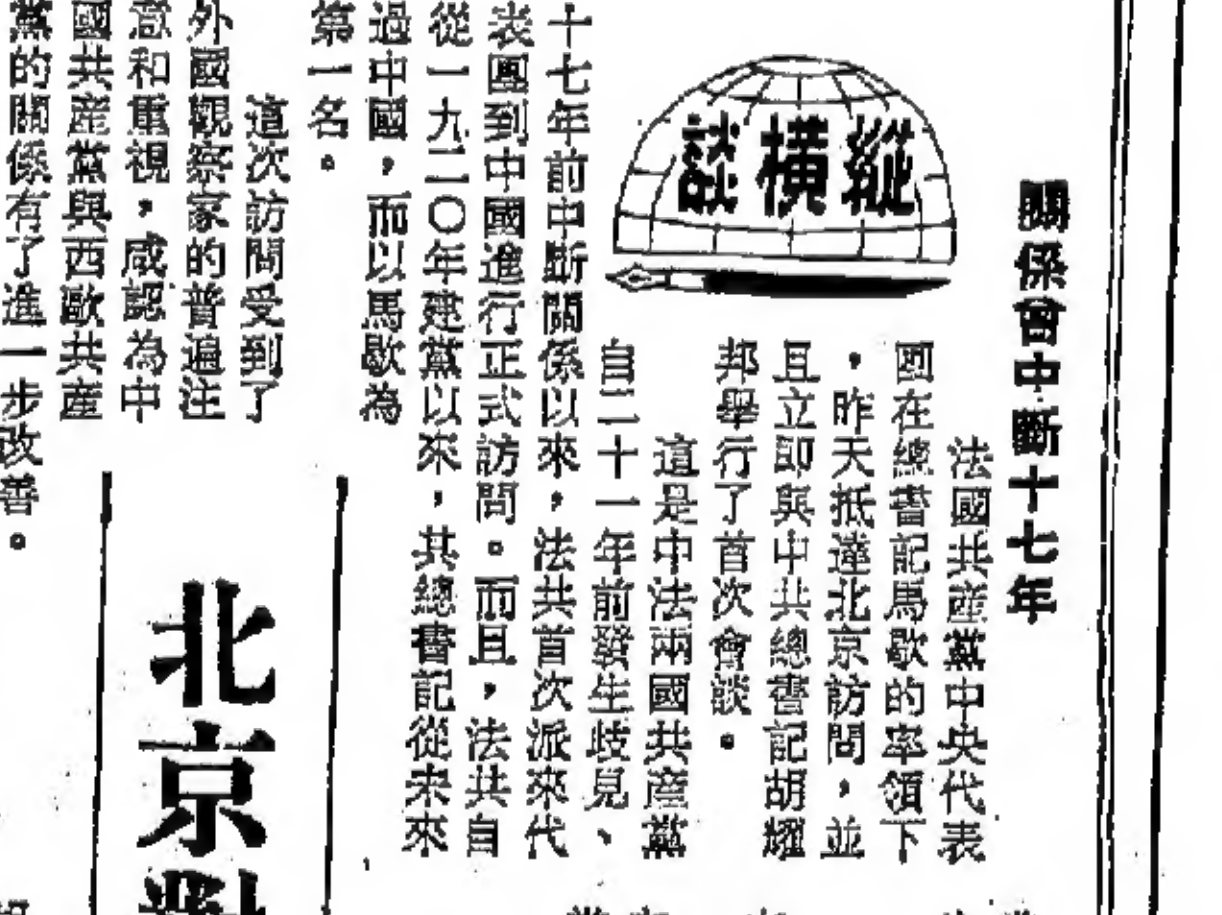 關係曾中斷十七年
縱橫談
法國共產黨中央代表
團在總書記馬歇的率領下
，昨天抵達北京訪問，並
且立即與中共總書記胡耀
邦舉行了首次會談。
這是中法兩國共產黨
自二十一年前發生歧見、
十七年前中斷關係以來，法共首次派來代
表團到中國進行正式訪問。而且，法共自
從一九二〇年建黨以來，其總書記從未來
過中國，而以馬歇為
第一名。
這次訪問受到了
外國觀察家的普遍注
意和重視，咸認為中
國共產黨與西歐共產
黨的關係有了進一步改善。
北京對